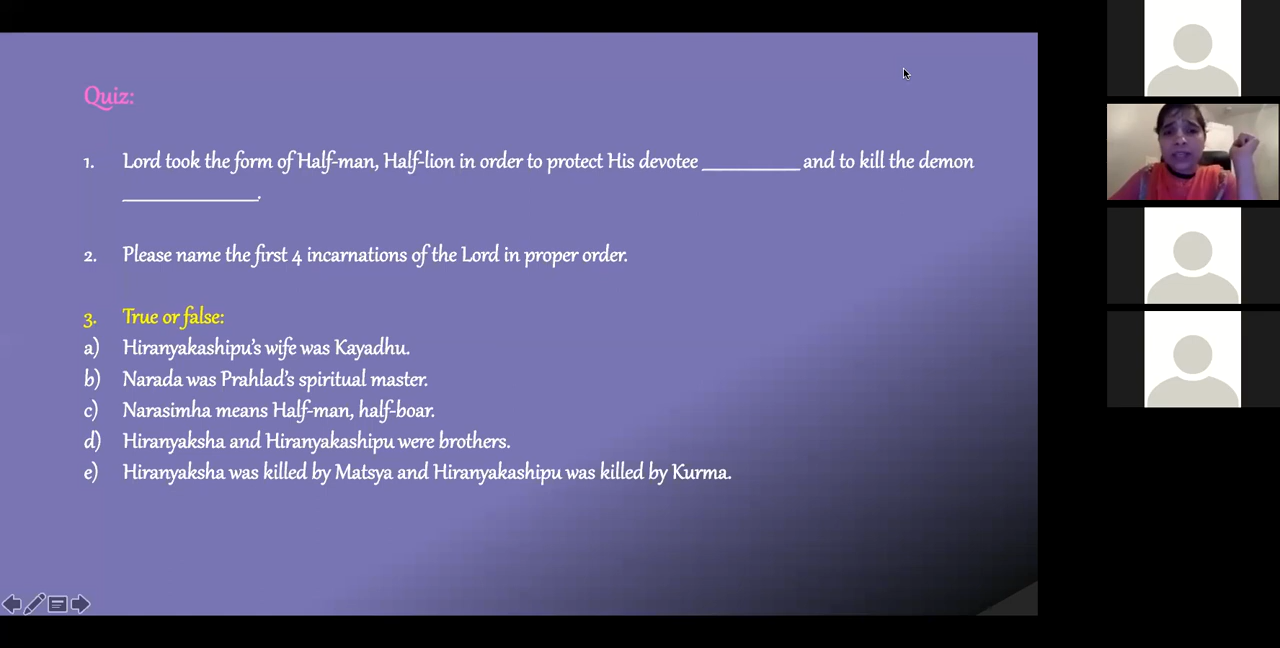 Quiz:
1. Lord took the form of Half-man, Half-lion in order to protect His devotee ___________ and to kill the demon
_______________.
2. Please name the first 4 incarnations of the Lord in proper order.
3. True or false:
a) Hiranyakashipu's wife was Kayadhu.
b) Narada was Prahlad's spiritual master.
c) Narasimha means Half-man, half-boar.
d) Hiranyaksha and Hiranyakashipu were brothers.
e) Hiranyaksha was killed by Matsya and Hiranyakashipu was killed by Kurma.